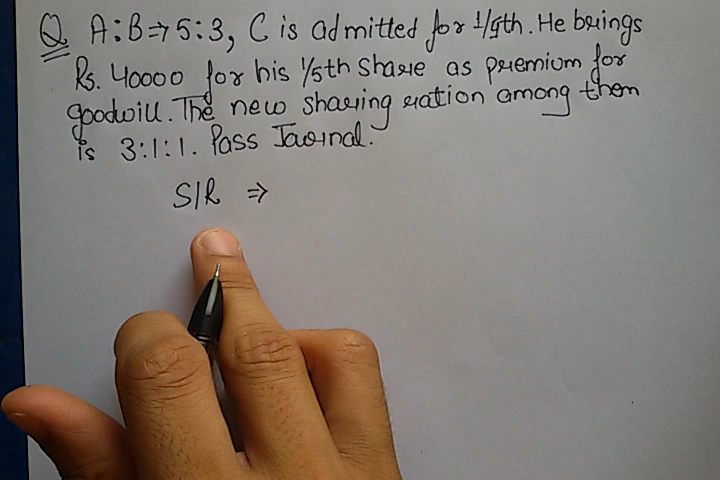 Q A:B⇒5:3, C is admitted for 1/5th. He brings
Rs. 40000 for his 1/5th Share as premium for
goodwill. The new sharing ration among them
is 3:1:1. Pass Journal.
S/R ⇒